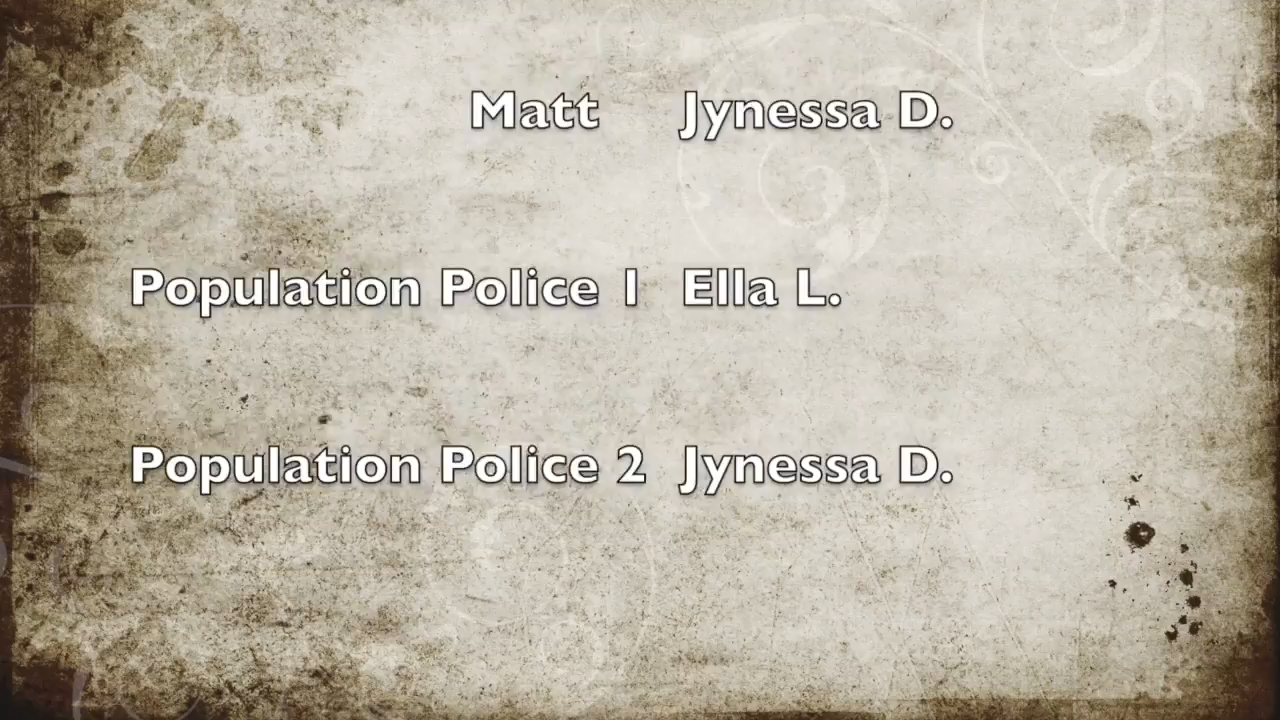 Matt Jynessa D.
Population Police 1 Ella L.
Population Police 2 Jynessa D.